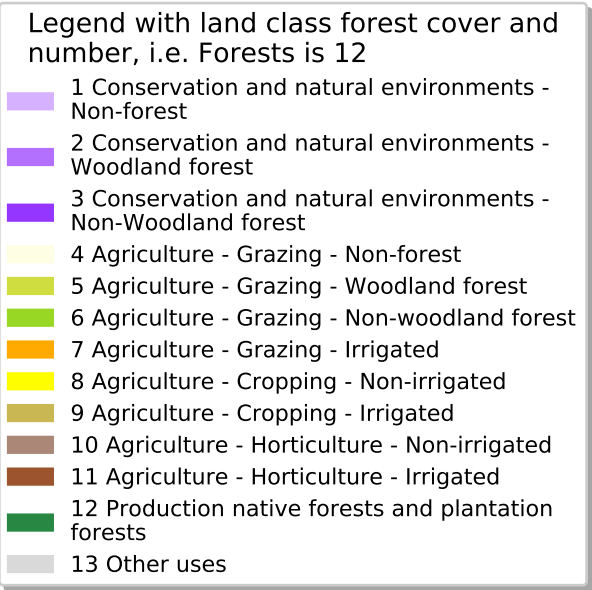 Legend with land class forest cover and
number, i.e. Forests is 12
1 Conservation and natural environments -
Non-forest
2 Conservation and natural environments -
Woodland forest
3 Conservation and natural environments -
Non-Woodland forest
4 Agriculture - Grazing - Non-forest
5 Agriculture - Grazing - Woodland forest
6 Agriculture - Grazing - Non-woodland forest
7 Agriculture - Grazing - Irrigated
8 Agriculture - Cropping - Non-irrigated
9 Agriculture - Cropping - Irrigated
10 Agriculture - Horticulture - Non-irrigated
11 Agriculture - Horticulture - Irrigated
12 Production native forests and plantation
forests
13 Other uses